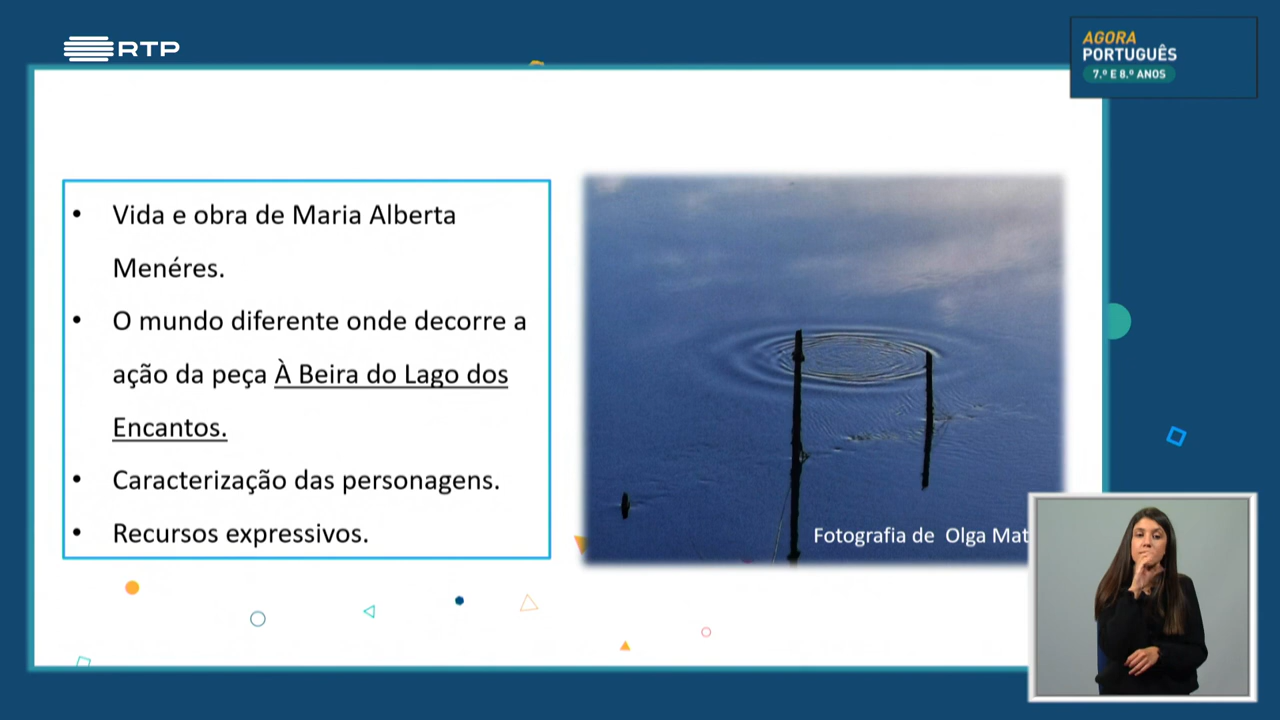 RTP
AGORA
PORTUGUÊS
7.º E 8.º ANOS
• Vida e obra de Maria Alberta
Menéres.
• O mundo diferente onde decorre a
ação da peça À Beira do Lago dos
Encantos.
• Caracterização das personagens.
• Recursos expressivos.
Fotografia de Olga